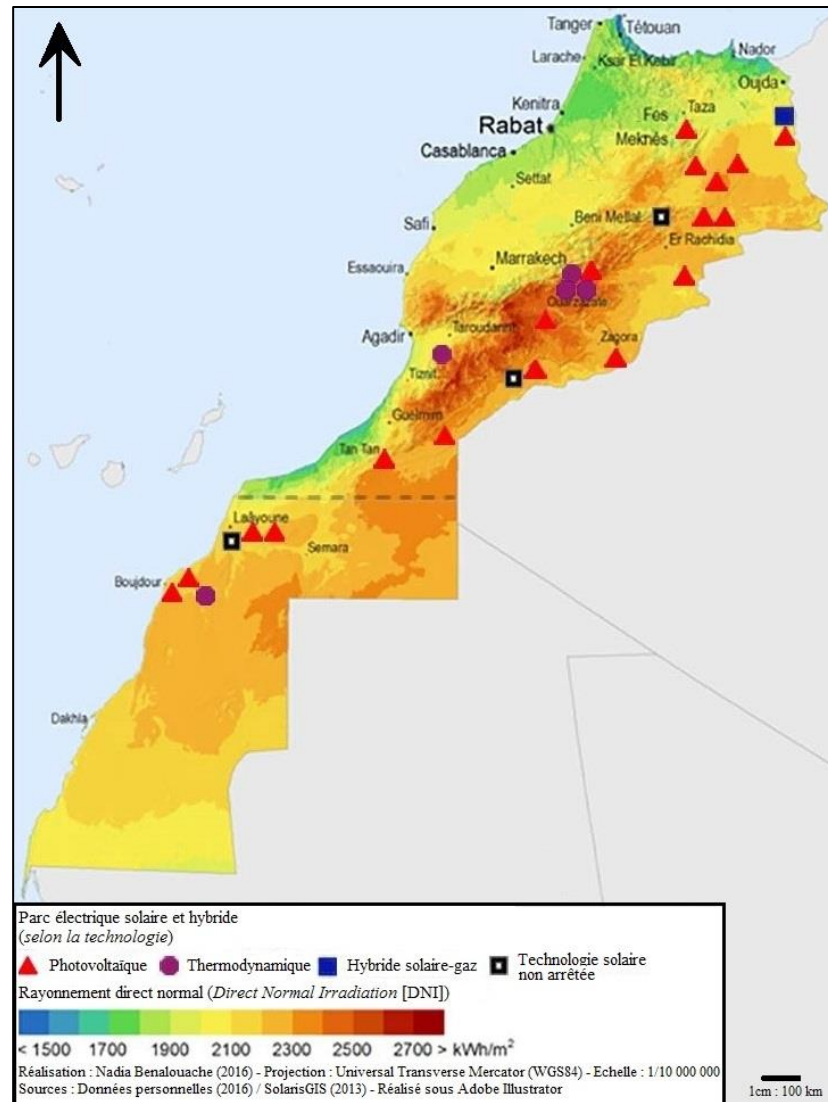 Tanger
Tétouan
Larache
Ksar El Kebir
Nador
Oujda
Kenitra
Fès
Taza
Rabat
Meknès
Casablanca
Settat
Beni Mellal
Safi
Er Rachidia
Marrakech
Essaouira
Ouarzazate
Agadir
Taroudannt
Zagora
Tiznit
Guelmim
Tan Tan
Laâyoune
Semara
Boujdour
Dakhla
Parc électrique solaire et hybride
(selon la technologie)
Photovoltaïque Thermodynamique Hybride solaire-gaz Technologie solaire
non arrêtée
Rayonnement direct normal (Direct Normal Irradiation [DNI])
< 1500 1700 1900 2100 2300 2500 2700 > kWh/m²
Réalisation : Nadia Benalouache (2016) - Projection : Universal Transverse Mercator (WGS84) - Echelle : 1/10 000 000
Sources : Données personnelles (2016) / SolarisGIS (2013) - Réalisé sous Adobe Illustrator
1cm : 100 km